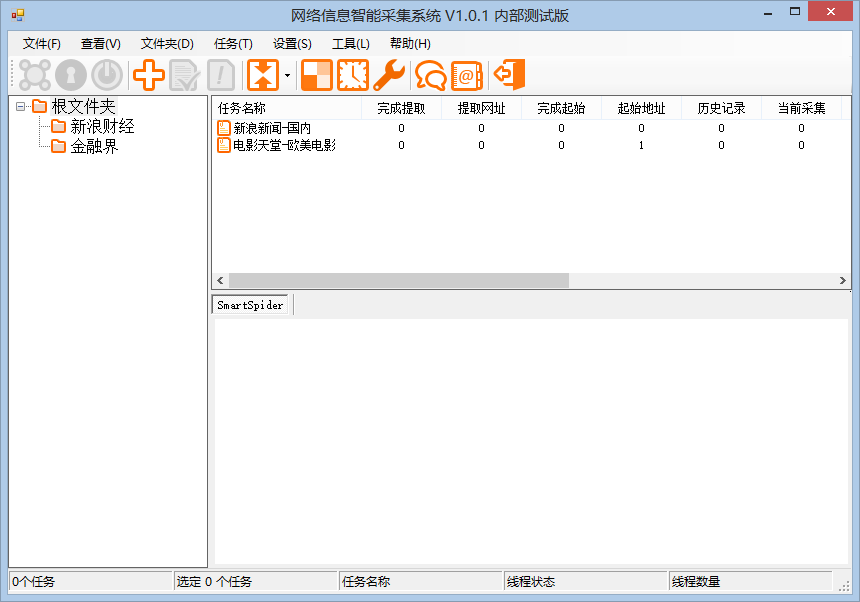 网络信息智能采集系统 V1.0.1 内部测试版
文件(F) 查看(V) 文件夹(D) 任务(T) 设置(S) 工具(L) 帮助(H)
根文件夹
新浪财经
金融界
任务名称 完成提取 提取网址 完成起始 起始地址 历史记录 当前采集
新浪新闻-国内 0 0 0 0 0 0
电影天堂-欧美电影 0 0 0 1 0 0
SmartSpider
0个任务 选定 0 个任务 任务名称 线程状态 线程数量